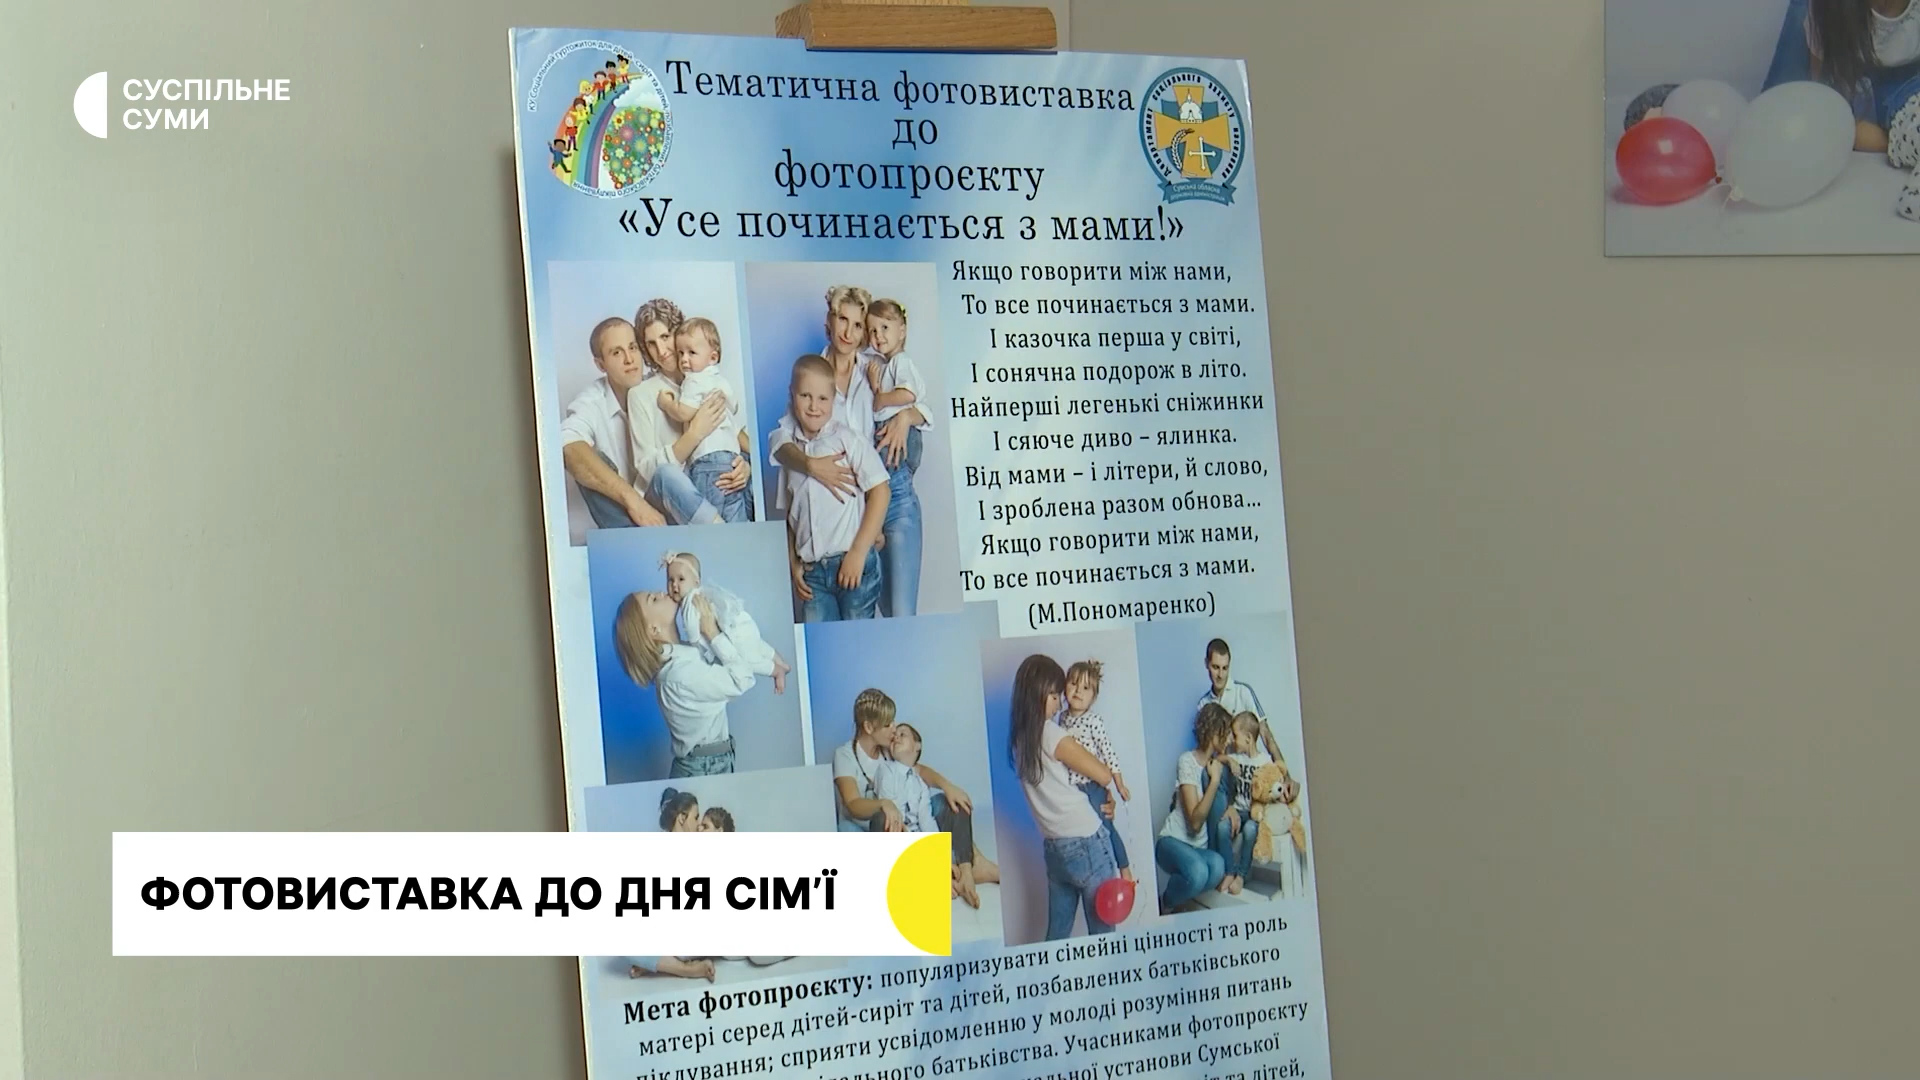 СУСПІЛЬНЕ
СУМИ
Тематична фотовиставка
до
фотопроєкту
«Усе починається з мами!»
Якщо говорити між нами,
То все починається з мами.
І казочка перша у світі,
І сонячна подорож в літо.
Найперші легенькі сніжинки
І сяюче диво – ялинка.
Від мами – і літери, й слово,
І зроблена разом обнова...
Якщо говорити між нами,
То все починається з мами.
(М.Пономаренко)
ФОТОВИСТАВКА ДО ДНЯ СІМ'Ї
Мета фотопроєкту: популяризувати сімейні цінності та роль
матері серед дітей-сиріт та дітей, позбавлених батьківського
піклування; сприяти усвідомленню у молоді розуміння питань
батьківства. Учасниками фотопроєкту
установи Сумської
та дітей,